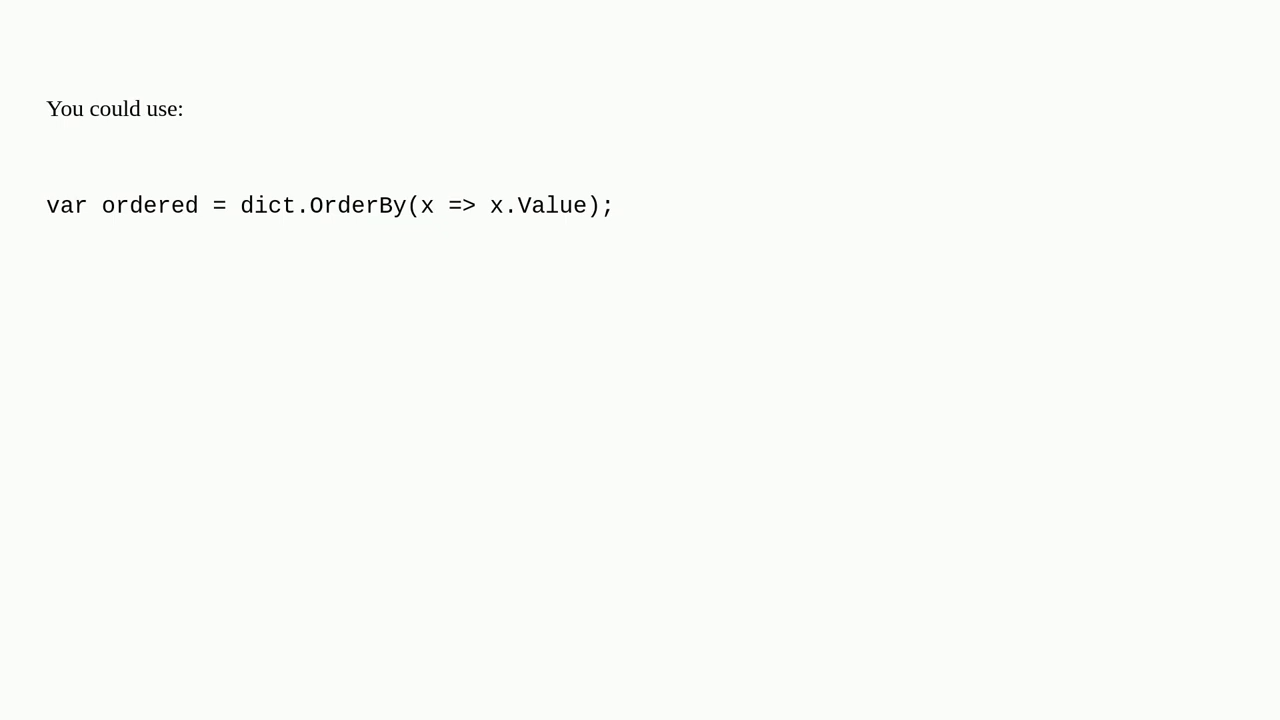 You could use:
var ordered = dict.OrderBy(x => x.Value);